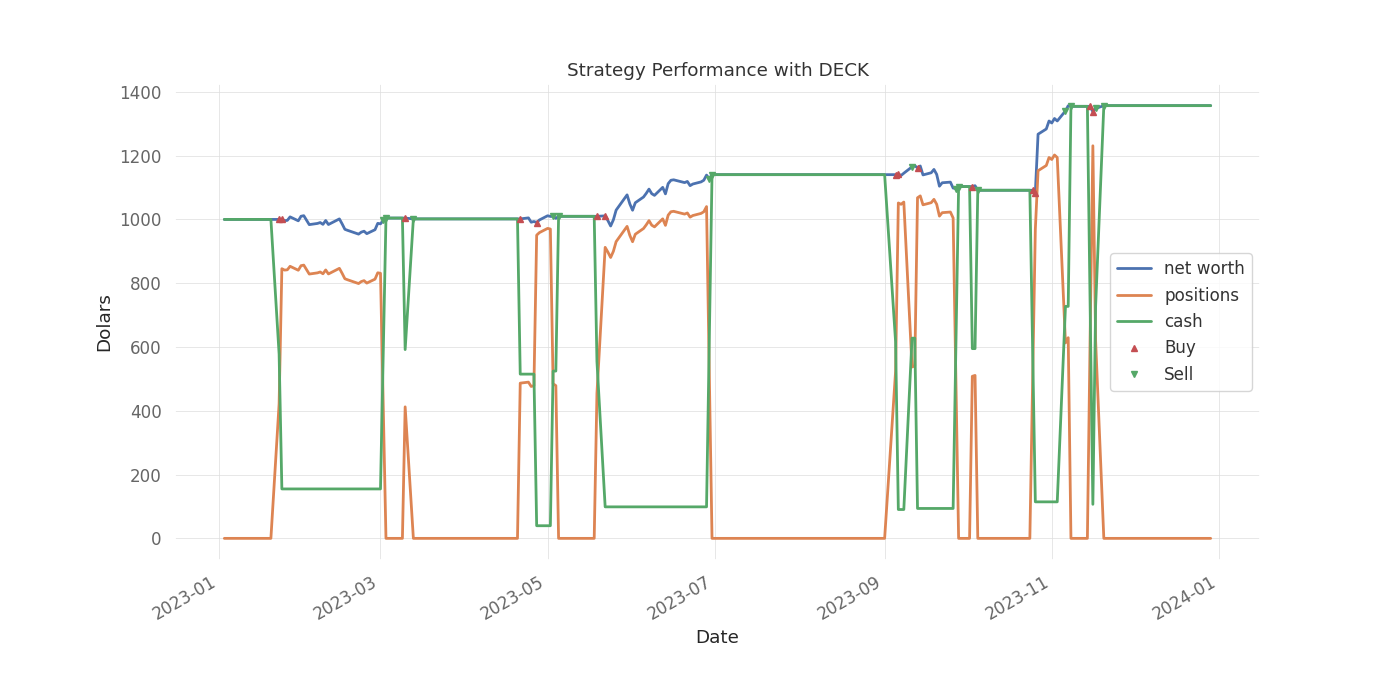 Strategy Performance with DECK
1400
1200
1000
800
600
400
200
0
Dolars
net worth
positions
cash
Buy
Sell
2023-01
2023-03
2023-05
2023-07
2023-09
2023-11
2024-01
Date